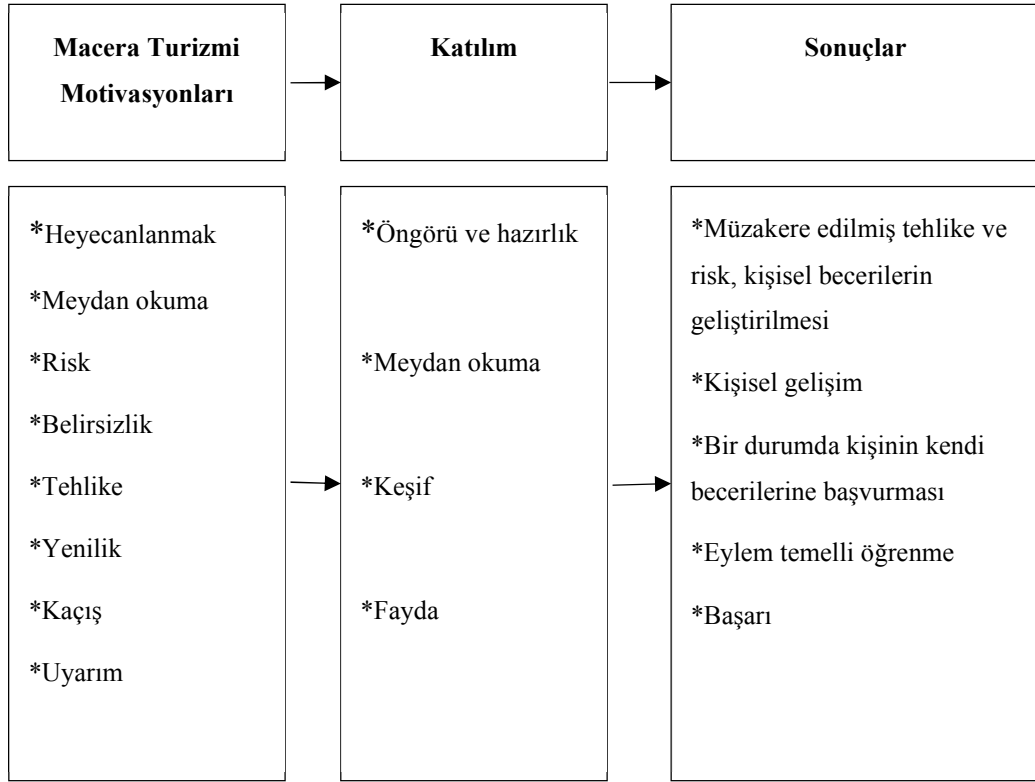 Macera Turizmi
Motivasyonları
Katılım
Sonuçlar
*Heyecanlanmak
*Meydan okuma
*Risk
*Belirsizlik
*Tehlike
*Yenilik
*Kaçış
*Uyarım
*Öngörü ve hazırlık
*Meydan okuma
*Keşif
*Fayda
*Müzakere edilmiş tehlike ve
risk, kişisel becerilerin
geliştirilmesi
*Kişisel gelişim
*Bir durumda kişinin kendi
becerilerine başvurması
*Eylem temelli öğrenme
*Başarı